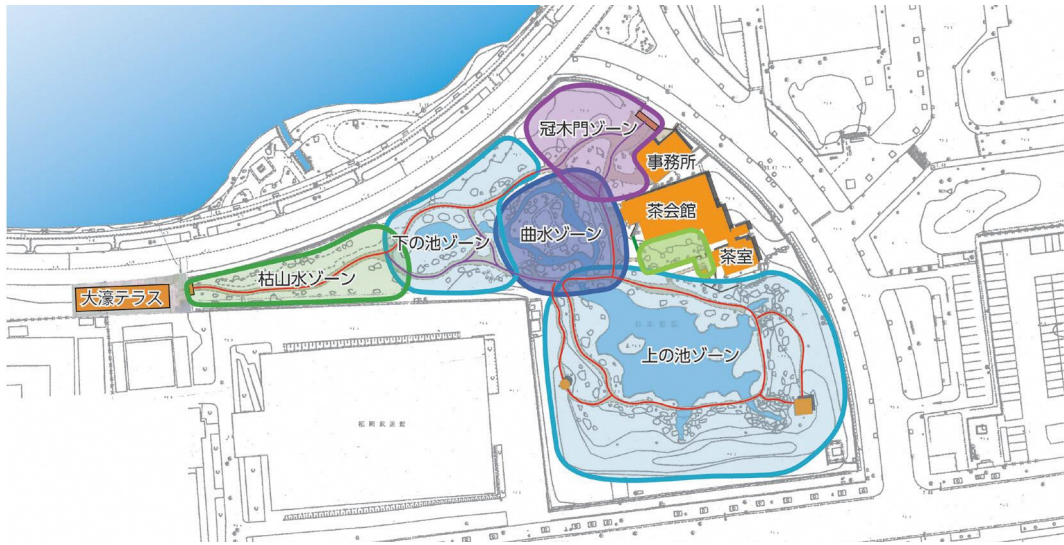 冠木門ゾーン
事務所
茶会館
下の池ゾーン
曲水ゾーン
茶室
枯山水ゾーン
大濠テラス
上の池ゾーン